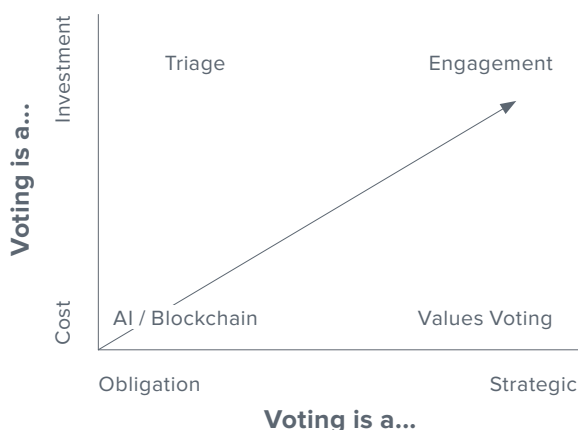 Investment
Triage
Engagement
Voting is a...
Cost
AI / Blockchain
Values Voting
Obligation
Strategic
Voting is a...